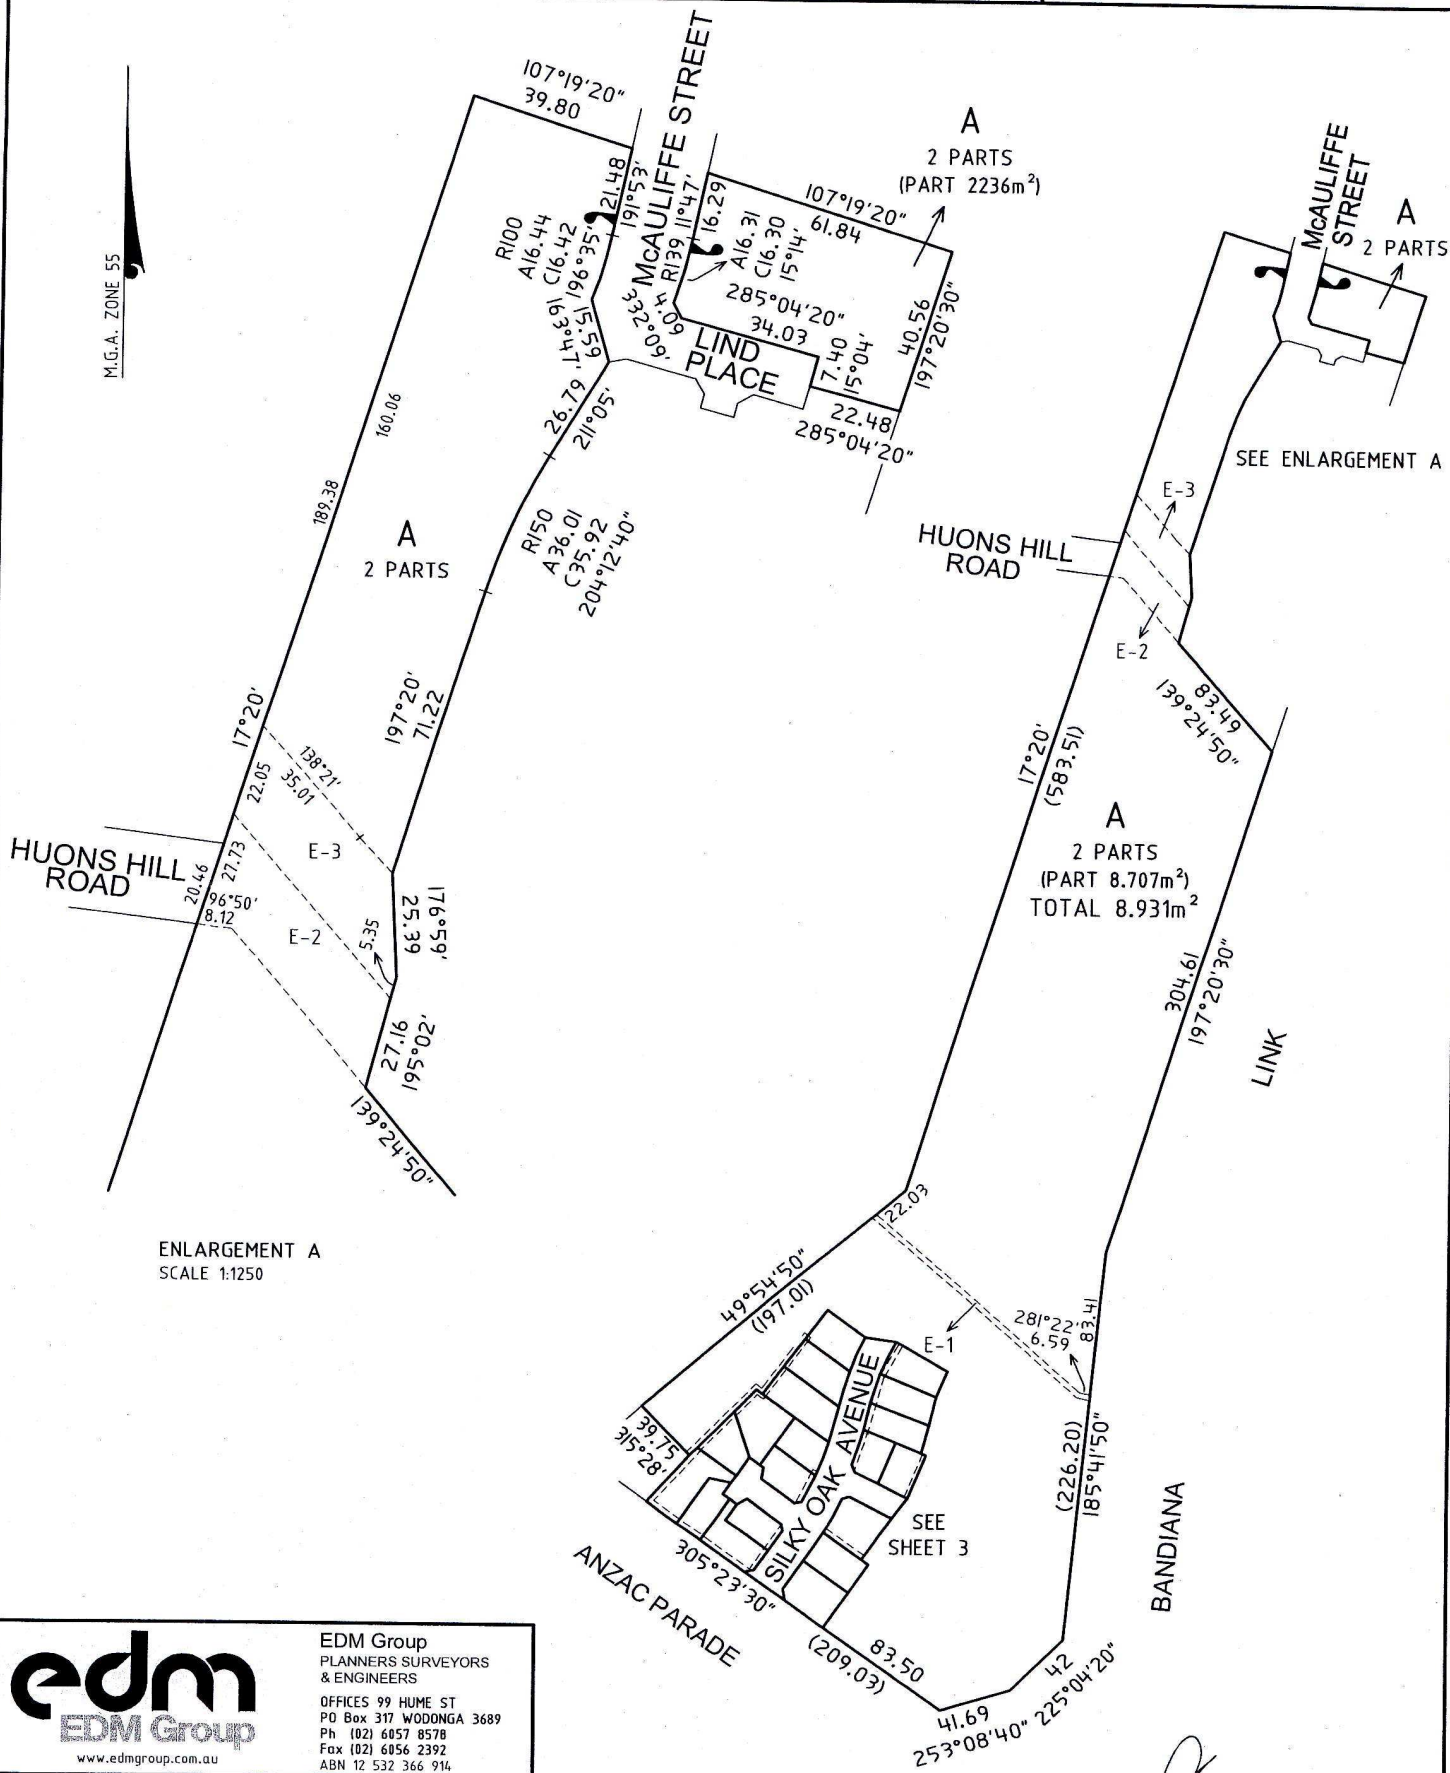 M.G.A. ZONE 55
107°19'20"
39.80
McAULIFFE STREET
21.48
191°53'
R100
A16.44
C16.42
196°35'
15.59
163°47'
26.79
211°05'
R139
11°47'
16.29
A16.31
C16.30
15°14'
4.09
332°09'
107°19'20"
61.84
A
2 PARTS
(PART 2236m²)
285°04'20"
34.03
LIND
PLACE
7.40
15°04'
40.56
197°20'30"
22.48
285°04'20"
160.06
189.38
A
2 PARTS
R150
A36.01
C35.92
204°12'40"
197°20'
71.22
17°20'
22.05
138°21'
35.01
HUONS HILL
ROAD
20.46
27.73
96°50'
8.12
E-3
E-2
5.35
176°59'
25.39
27.16
195°02'
139°24'50"
ENLARGEMENT A
SCALE 1:1250
McAULIFFE
STREET
A
2 PARTS
SEE ENLARGEMENT A
HUONS HILL
ROAD
E-3
E-2
83.49
139°24'50"
17°20'
(583.51)
A
2 PARTS
(PART 8.707m²)
TOTAL 8.931m²
304.61
197°20'30"
LINK
22.03
49°54'50"
(197.01)
E-1
281°22'
6.59
83.41
(226.20)
185°41'50"
BANDIANA
39.75
315°28'
SILKY OAK AVENUE
SEE
SHEET 3
305°23'30"
ANZAC PARADE
(209.03)
83.50
41.69
253°08'40"
42
225°04'20"
edm
EDM Group
www.edmgroup.com.au
EDM Group
PLANNERS SURVEYORS
& ENGINEERS
OFFICES 99 HUME ST
PO Box 317 WODONGA 3689
Ph (02) 6057 8578
Fax (02) 6056 2392
ABN 12 532 366 914